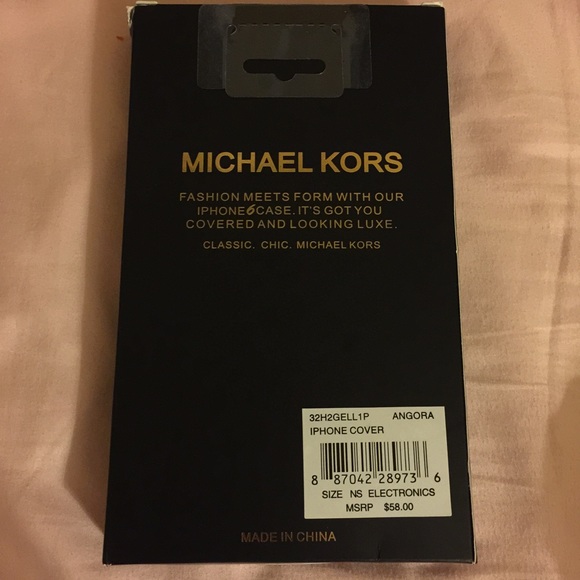 MICHAEL KORS
FASHION MEETS FORM WITH OUR
IPHONE6CASE. IT'S GOT YOU
COVERED AND LOOKING LUXE.
CLASSIC. CHIC. MICHAEL KORS
32H2GELL1P ANGORA
IPHONE COVER
8 87042 28973 6
SIZE NS ELECTRONICS
MSRP $58.00
MADE IN CHINA